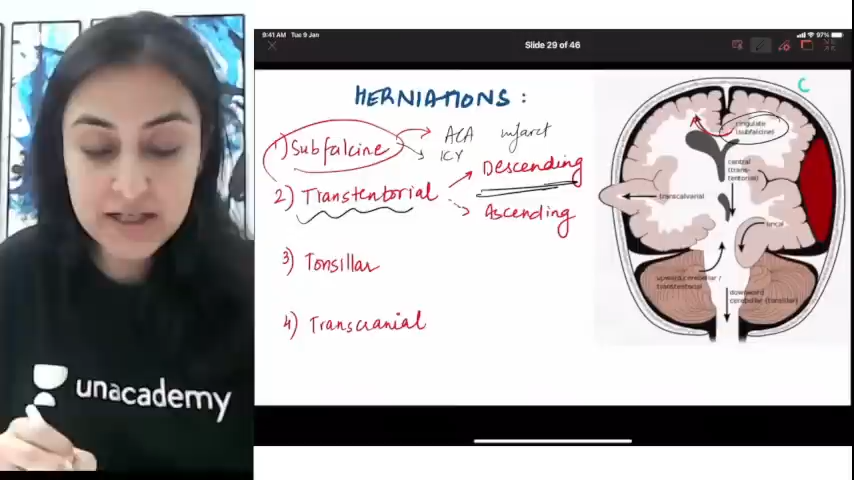 9:41 AM Tue 9 Jan
97%
Slide 29 of 46
HERNIATIONS :
C
1) Subfalcine
ACA infarct
ICV
2) Transtentorial
Descending
Ascending
3) Tonsillar
4) Transcranial
cingulate
(subfalcine)
central
(trans-
tentorial)
transcalvarial
uncal
upward cerebellar /
transtentorial
downward
cerebellar (tonsillar)
unacademy